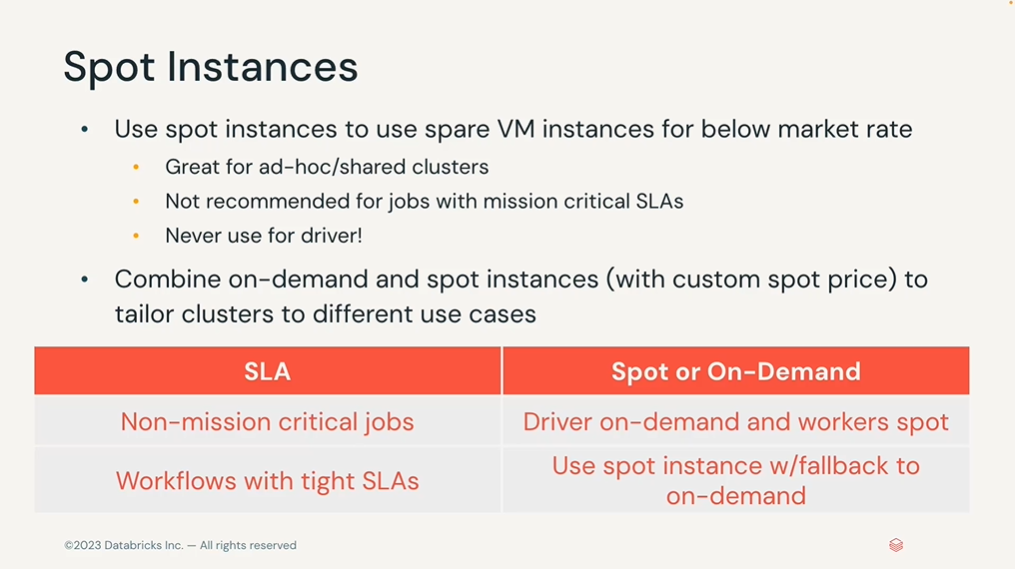 Spot Instances
• Use spot instances to use spare VM instances for below market rate
• Great for ad-hoc/shared clusters
• Not recommended for jobs with mission critical SLAs
• Never use for driver!
• Combine on-demand and spot instances (with custom spot price) to
tailor clusters to different use cases
SLA
Spot or On-Demand
Non-mission critical jobs
Driver on-demand and workers spot
Workflows with tight SLAs
Use spot instance w/fallback to
on-demand
©2023 Databricks Inc. — All rights reserved